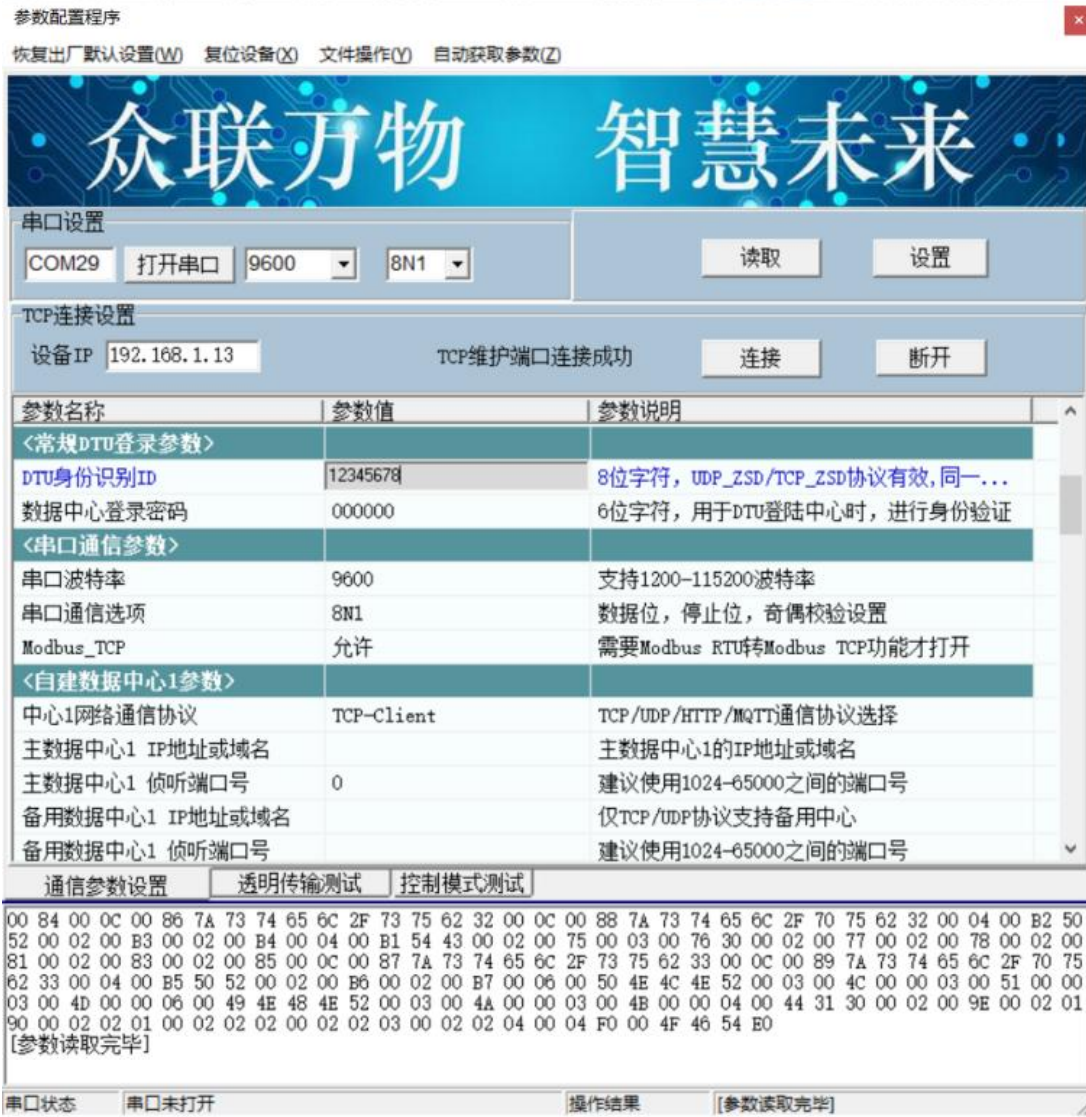 参数配置程序
恢复出厂默认设置(W) 复位设备(X) 文件操作(Y) 自动获取参数(Z)
众联万物 智慧未来
串口设置
COM29 打开串口 9600 8N1 读取 设置
TCP连接设置
设备IP 192.168.1.13 TCP维护端口连接成功 连接 断开
参数名称 参数值 参数说明
<常规DTU登录参数>
DTU身份识别ID 12345678 8位字符，UDP_ZSD/TCP_ZSD协议有效,同一...
数据中心登录密码 000000 6位字符，用于DTU登陆中心时，进行身份验证
<串口通信参数>
串口波特率 9600 支持1200-115200波特率
串口通信选项 8N1 数据位，停止位，奇偶校验设置
Modbus_TCP 允许 需要Modbus RTU转Modbus TCP功能才打开
<自建数据中心1参数>
中心1网络通信协议 TCP-Client TCP/UDP/HTTP/MQTT通信协议选择
主数据中心1 IP地址或域名 主数据中心1的IP地址或域名
主数据中心1 侦听端口号 0 建议使用1024-65000之间的端口号
备用数据中心1 IP地址或域名 仅TCP/UDP协议支持备用中心
备用数据中心1 侦听端口号 建议使用1024-65000之间的端口号
通信参数设置 透明传输测试 控制模式测试
00 84 00 0C 00 86 7A 73 74 65 6C 2F 73 75 62 32 00 0C 00 88 7A 73 74 65 6C 2F 70 75 62 32 00 04 00 B2 50
52 00 02 00 B3 00 02 00 B4 00 04 00 B1 54 43 00 02 00 75 00 03 00 76 30 00 02 00 77 00 02 00 78 00 02 00
81 00 02 00 83 00 02 00 85 00 0C 00 87 7A 73 74 65 6C 2F 73 75 62 33 00 0C 00 89 7A 73 74 65 6C 2F 70 75
62 33 00 04 00 B5 50 52 00 02 00 B6 00 02 00 B7 00 06 00 50 4E 4C 4E 52 00 03 00 4C 00 00 03 00 51 00 00
03 00 4D 00 00 06 00 49 4E 48 4E 52 00 03 00 4A 00 00 03 00 4B 00 00 04 00 44 31 30 00 02 00 9E 00 02 01
90 00 02 02 01 00 02 02 02 00 02 02 03 00 02 02 04 00 04 F0 00 4F 46 54 E0
[参数读取完毕]
串口状态 串口未打开 操作结果 [参数读取完毕]